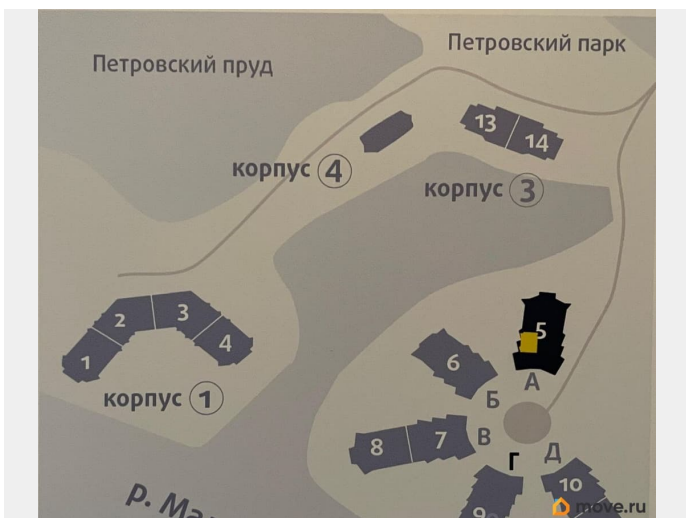 Петровский пруд
Петровский парк
13
14
корпус 4
корпус 3
3
2
4
1
корпус 1
5
6
А
Б
8
7
В
Г
Д
10
9
р. Ма
move.ru